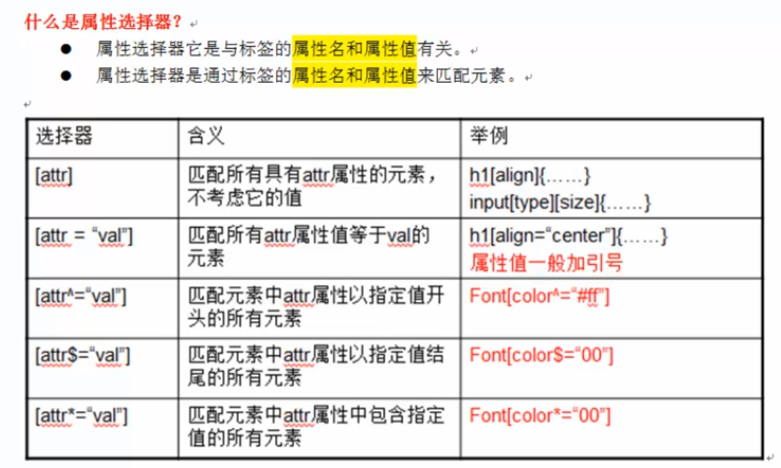 什么是属性选择器?
● 属性选择器它是与标签的属性名和属性值有关。
● 属性选择器是通过标签的属性名和属性值来匹配元素。
选择器 含义 举例
[attr] 匹配所有具有attr属性的元素，不考虑它的值 h1[align]{……}
input[type][size]{……}
[attr = “val”] 匹配所有attr属性值等于val的元素 h1[align=“center”]{……}
属性值一般加引号
[attr^=“val”] 匹配元素中attr属性以指定值开头的所有元素 Font[color^=“#ff”]
[attr$=“val”] 匹配元素中attr属性以指定值结尾的所有元素 Font[color$=“00”]
[attr*=“val”] 匹配元素中attr属性中包含指定值的所有元素 Font[color*=“00”]